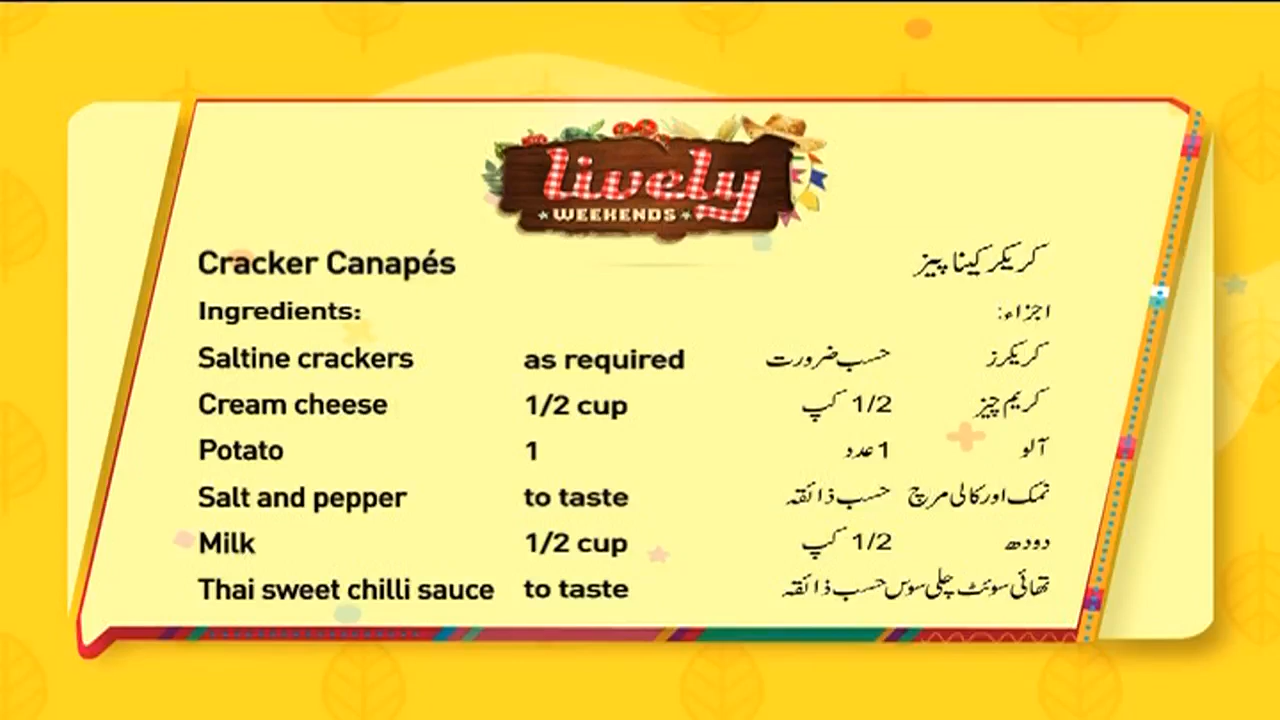 lively
WEEKENDS
Cracker Canapés کریکر کینا پیز
Ingredients: اجزاء:
Saltine crackers as required کریکرز حسب ضرورت
Cream cheese 1/2 cup کریم چیز 1/2 کپ
Potato 1 آلو 1 عدد
Salt and pepper to taste نمک اور کالی مرچ حسب ذائقہ
Milk 1/2 cup دودھ 1/2 کپ
Thai sweet chilli sauce to taste تھائی سوئٹ چلی سوس حسب ذائقہ